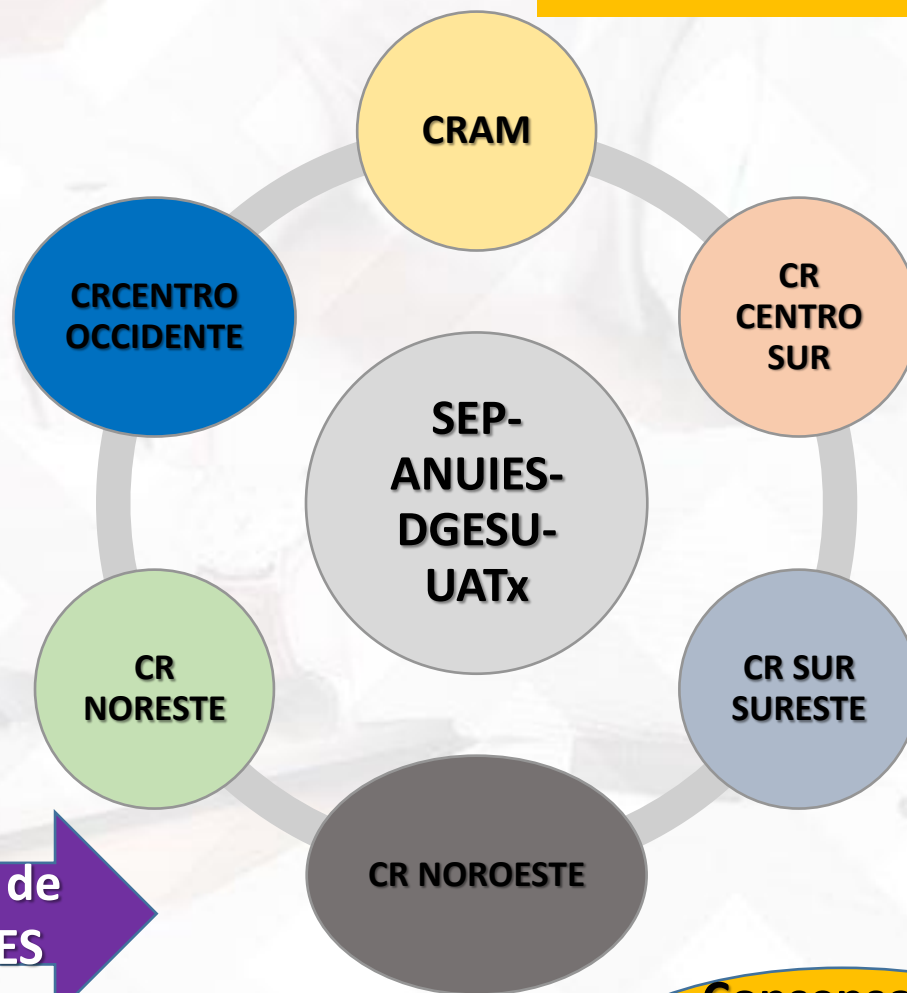 CRAM
CRCENTRO
OCCIDENTE
CR
CENTRO
SUR
SEP-
ANUIES-
DGESU-
UATx
CR
NORESTE
CR SUR
SURESTE
CR NOROESTE
de
ES